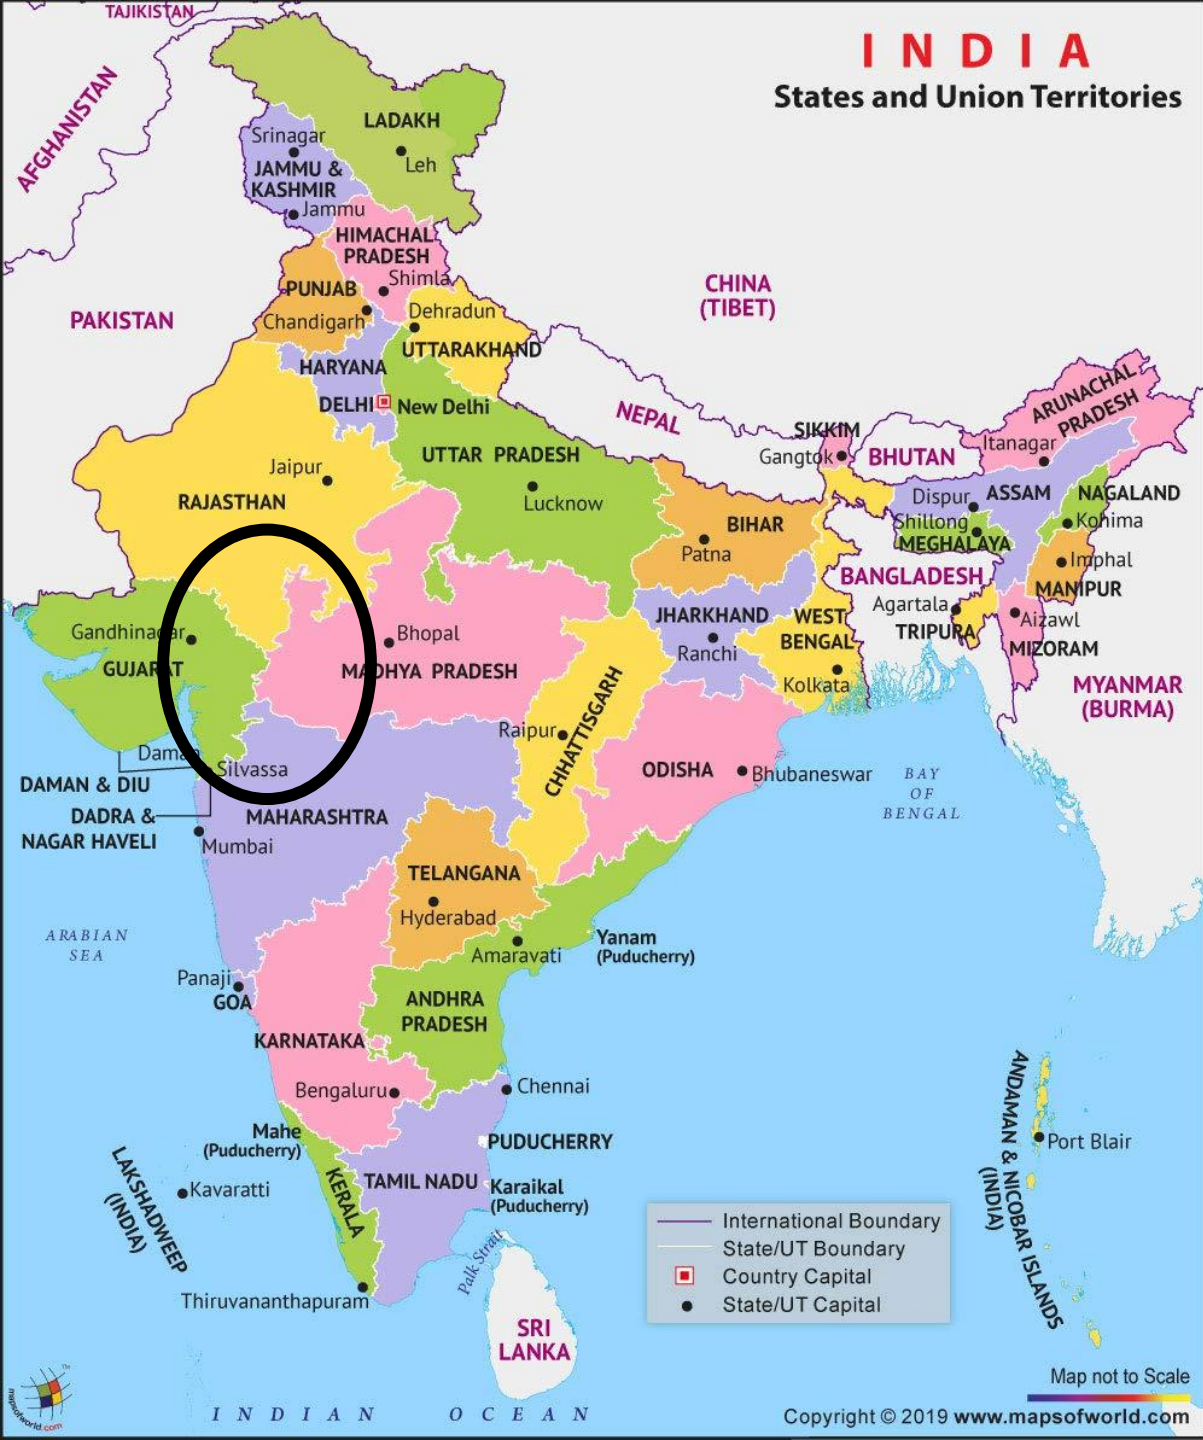 TAJIKISTAN
I N D I A
States and Union Territories
AFGHANISTAN
LADAKH
Srinagar
Leh
JAMMU &
KASHMIR
Jammu
HIMACHAL
PRADESH
Shimla
CHINA
(TIBET)
PUNJAB
PAKISTAN
Chandigarh
Dehradun
UTTARAKHAND
HARYANA
DELHI
New Delhi
NEPAL
ARUNACHAL
PRADESH
SIKKIM
Gangtok
BHUTAN
Itanagar
UTTAR PRADESH
Jaipur
Lucknow
RAJASTHAN
Dispur
ASSAM
NAGALAND
BIHAR
Patna
Shillong
MEGHALAYA
Kohima
Imphal
MANIPUR
BANGLADESH
Agartala
TRIPURA
Aizawl
MIZORAM
JHARKHAND
Ranchi
WEST
BENGAL
Kolkata
Gandhinagar
GUJARAT
Bhopal
MADHYA PRADESH
MYANMAR
(BURMA)
CHHATTISGARH
Raipur
Daman
Silvassa
DAMAN & DIU
DADRA &
NAGAR HAVELI
MAHARASHTRA
Mumbai
ODISHA
Bhubaneswar
BAY
OF
BENGAL
TELANGANA
Hyderabad
ARABIAN
SEA
Amaravati
Yanam
(Puducherry)
Panaji
GOA
ANDHRA
PRADESH
KARNATAKA
Bengaluru
Chennai
Mahe
(Puducherry)
PUDUCHERRY
LAKSHADWEEP
(INDIA)
Kavaratti
KERALA
TAMIL NADU
Karaikal
(Puducherry)
Palk Strait
Thiruvananthapuram
SRI
LANKA
ANDAMAN & NICOBAR ISLANDS
(INDIA)
Port Blair
International Boundary
State/UT Boundary
Country Capital
State/UT Capital
Map not to Scale
mapsofworld.com
TM
I N D I A N O C E A N
Copyright © 2019 www.mapsofworld.com